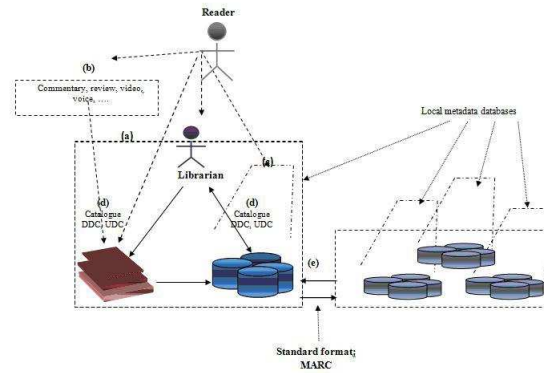 Reader
(b)
Commentary, review, video,
voice, ....
(a)
Local metadata databases
(c)
Librarian
(d)
Catalogue
DDC, UDC
(d)
Catalogue
DDC, UDC
(e)
Standard format;
MARC